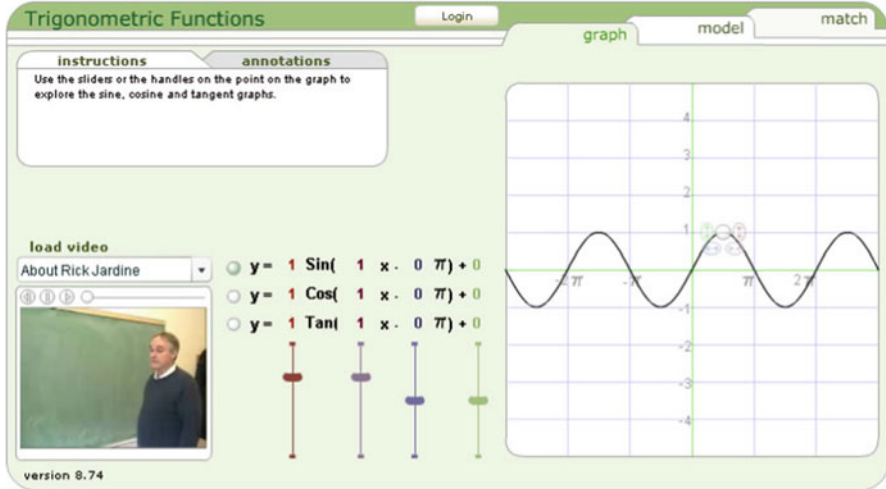 Trigonometric Functions
Login
graph
model
match
instructions
annotations
Use the sliders or the handles on the point on the graph to
explore the sine, cosine and tangent graphs.
load video
About Rick Jardine
y = 1 Sin( 1 x - 0 π) + 0
y = 1 Cos( 1 x - 0 π) + 0
y = 1 Tan( 1 x - 0 π) + 0
version 8.74
4
3
2
1
-2π
-π
π
2π
-1
-2
-3
-4